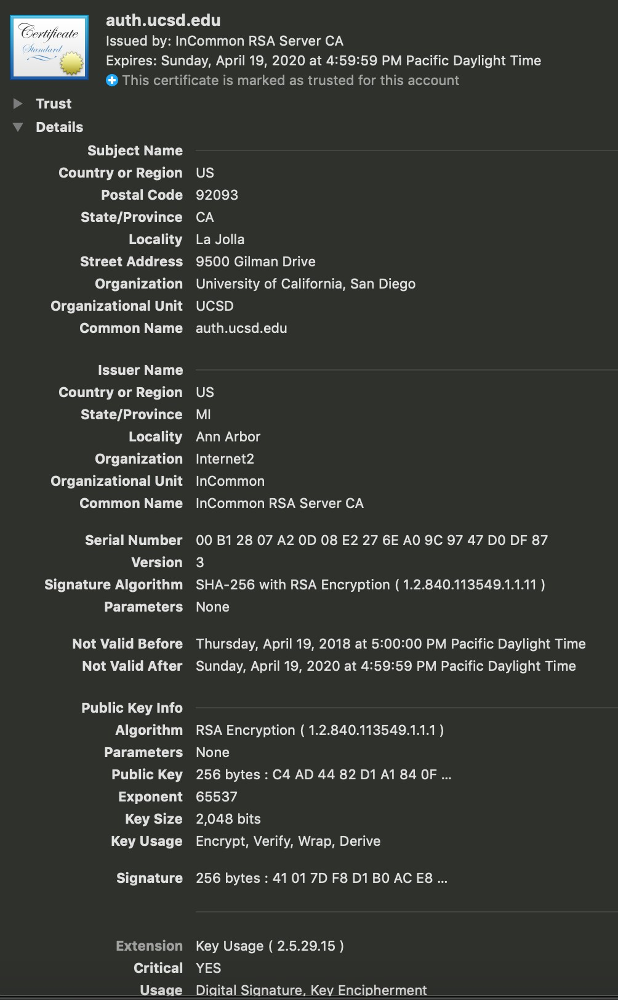 Certificate
Standard
auth.ucsd.edu
Issued by: InCommon RSA Server CA
Expires: Sunday, April 19, 2020 at 4:59:59 PM Pacific Daylight Time
This certificate is marked as trusted for this account
Trust
Details
Subject Name
Country or Region US
Postal Code 92093
State/Province CA
Locality La Jolla
Street Address 9500 Gilman Drive
Organization University of California, San Diego
Organizational Unit UCSD
Common Name auth.ucsd.edu
Issuer Name
Country or Region US
State/Province MI
Locality Ann Arbor
Organization Internet2
Organizational Unit InCommon
Common Name InCommon RSA Server CA
Serial Number 00 B1 28 07 A2 0D 08 E2 27 6E A0 9C 97 47 D0 DF 87
Version 3
Signature Algorithm SHA-256 with RSA Encryption ( 1.2.840.113549.1.1.11 )
Parameters None
Not Valid Before Thursday, April 19, 2018 at 5:00:00 PM Pacific Daylight Time
Not Valid After Sunday, April 19, 2020 at 4:59:59 PM Pacific Daylight Time
Public Key Info
Algorithm RSA Encryption ( 1.2.840.113549.1.1.1 )
Parameters None
Public Key 256 bytes : C4 AD 44 82 D1 A1 84 0F ...
Exponent 65537
Key Size 2,048 bits
Key Usage Encrypt, Verify, Wrap, Derive
Signature 256 bytes : 41 01 7D F8 D1 B0 AC E8 ...
Extension Key Usage ( 2.5.29.15 )
Critical YES
Usage Digital Signature, Key Encipherment